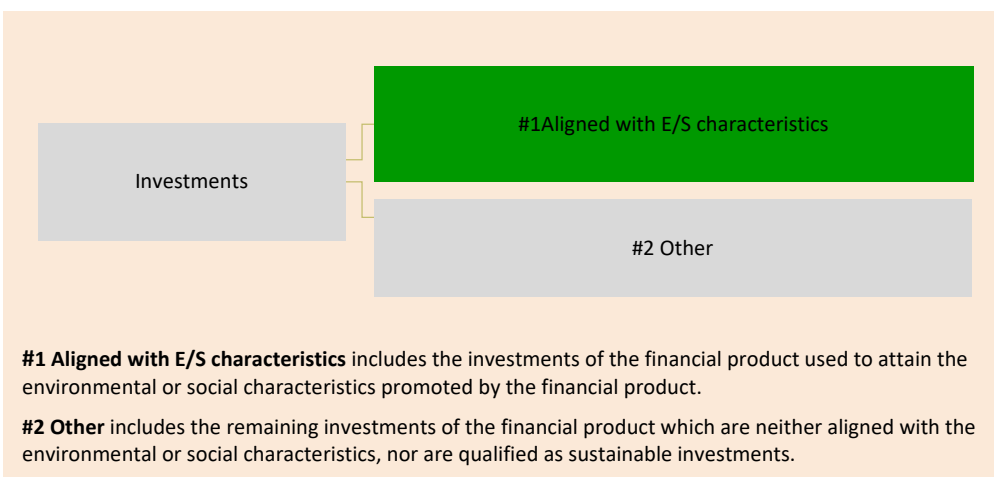 #1Aligned with E/S characteristics
Investments
#2 Other
#1 Aligned with E/S characteristics includes the investments of the financial product used to attain the
environmental or social characteristics promoted by the financial product.
#2 Other includes the remaining investments of the financial product which are neither aligned with the
environmental or social characteristics, nor are qualified as sustainable investments.